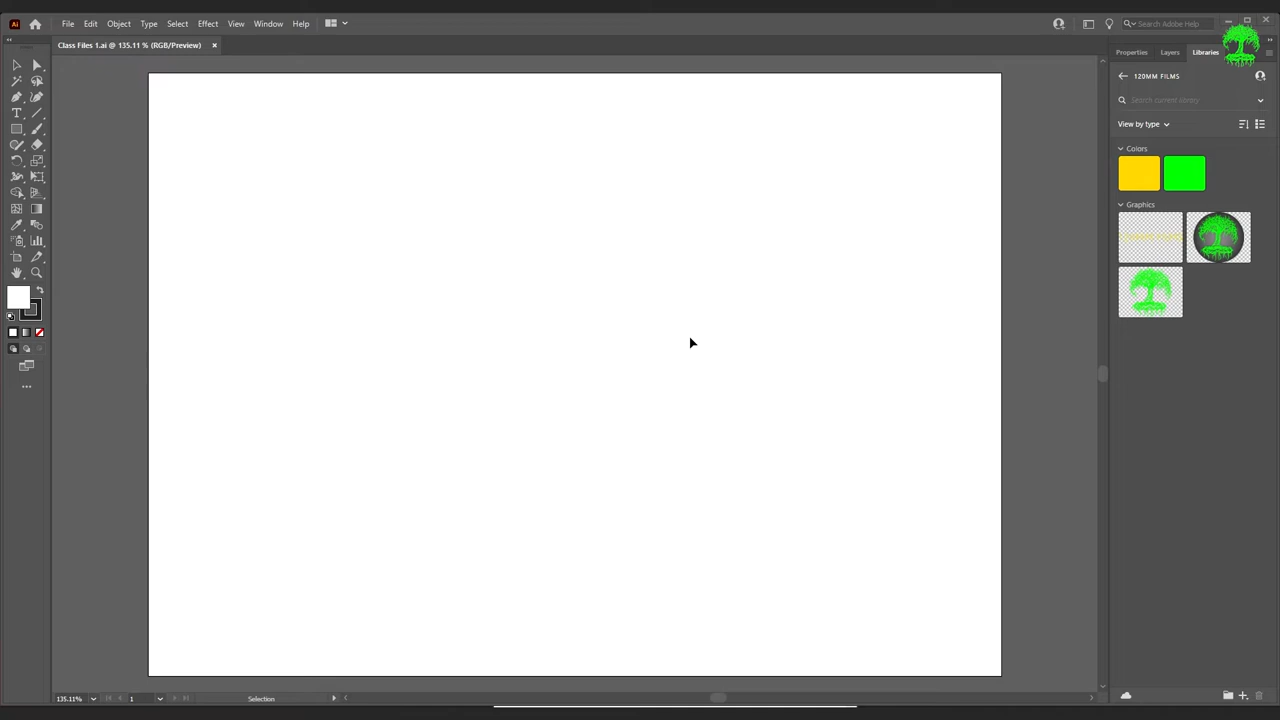 Ai File Edit Object Type Select Effect View Window Help Search Adobe Help
Class Files 1.ai @ 135.11 % (RGB/Preview) ×
Properties Layers Libraries
120MM FILMS
Search current library
View by type
Colors
Graphics
135.11% 1 Selection